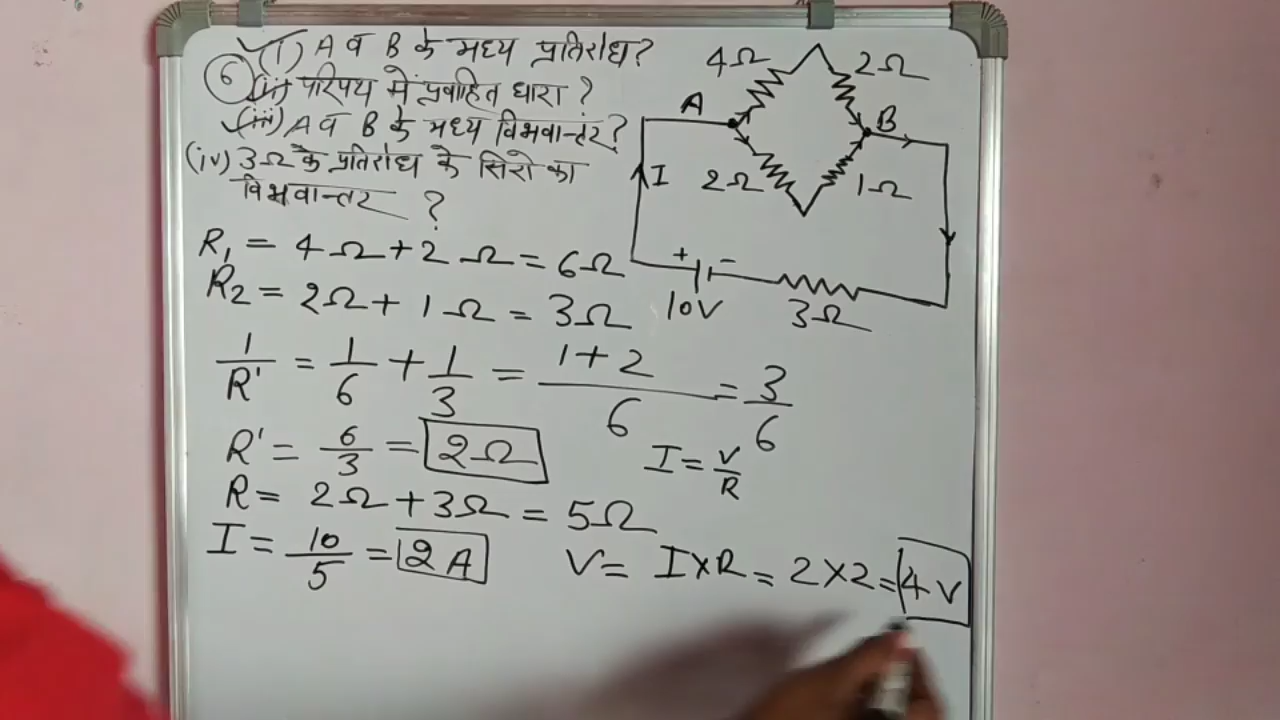 (i) A व B के मध्य प्रतिरोध?
(6) (ii) परिपथ में प्रवाहित धारा?
(iii) A व B के मध्य विभवान्तर?
(iv) 3Ω के प्रतिरोध के सिरो का
विभवान्तर ?
4Ω
2Ω
A
B
I
2Ω
1Ω
+ -
10V
3Ω
R₁ = 4Ω + 2Ω = 6Ω
R₂ = 2Ω + 1Ω = 3Ω
1/R' = 1/6 + 1/3 = (1+2)/6 = 3/6
R' = 6/3 = 2Ω
I = V/R
R = 2Ω + 3Ω = 5Ω
I = 10/5 = 2A
V = I×R = 2×2 = 4V